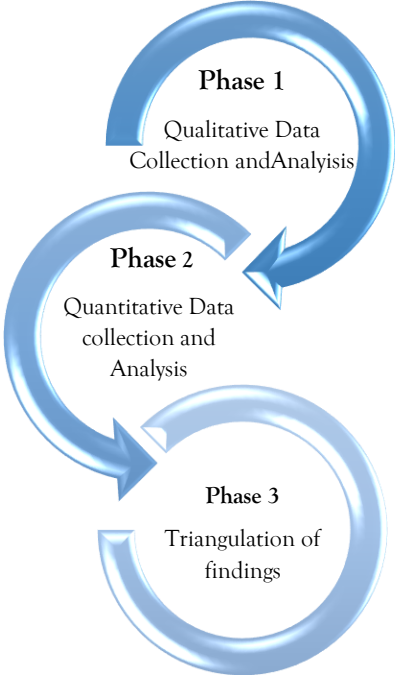 Phase 1
Qualitative Data
Collection andAnalyisis
Phase 2
Quantitative Data
collection and
Analysis
Phase 3
Triangulation of
findings